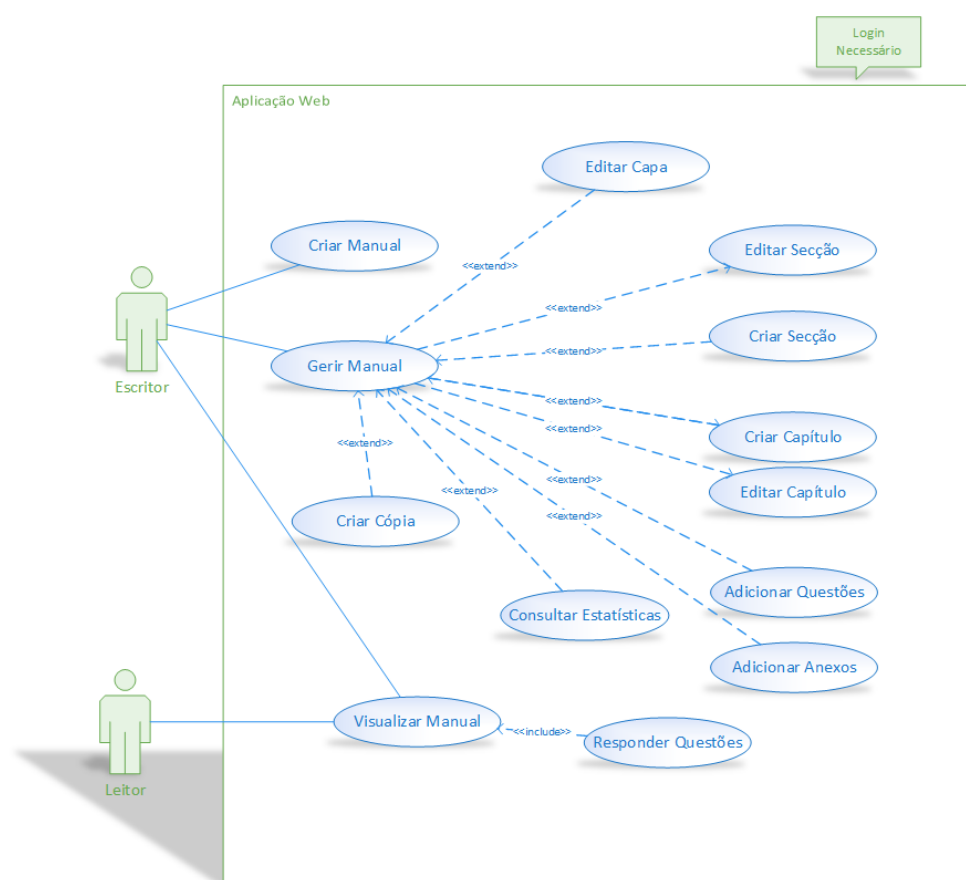 Login
Necessário
Aplicação Web
Editar Capa
Criar Manual
Editar Secção
<<extend>>
<<extend>>
Criar Secção
<<extend>>
Gerir Manual
Escritor
<<extend>>
Criar Capítulo
<<extend>>
<<extend>>
<<extend>>
Editar Capítulo
<<extend>>
<<extend>>
Criar Cópia
Adicionar Questões
Consultar Estatísticas
Adicionar Anexos
Visualizar Manual
<<include>>
Responder Questões
Leitor